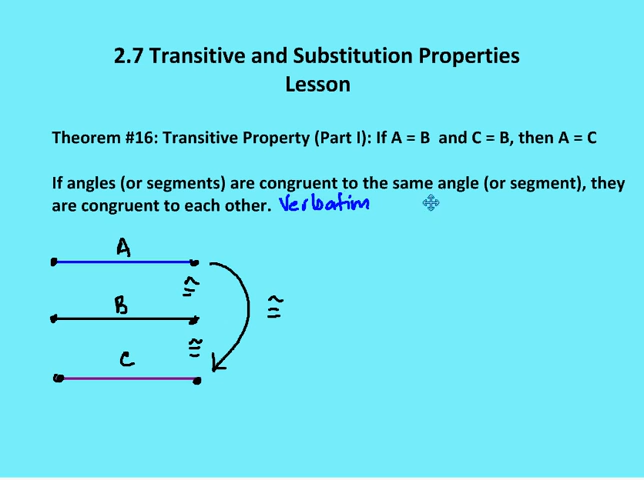 2.7 Transitive and Substitution Properties
Lesson
Theorem #16: Transitive Property (Part I): If A = B and C = B, then A = C
If angles (or segments) are congruent to the same angle (or segment), they
are congruent to each other. Verbatim
A
≅
B
≅
≅
C